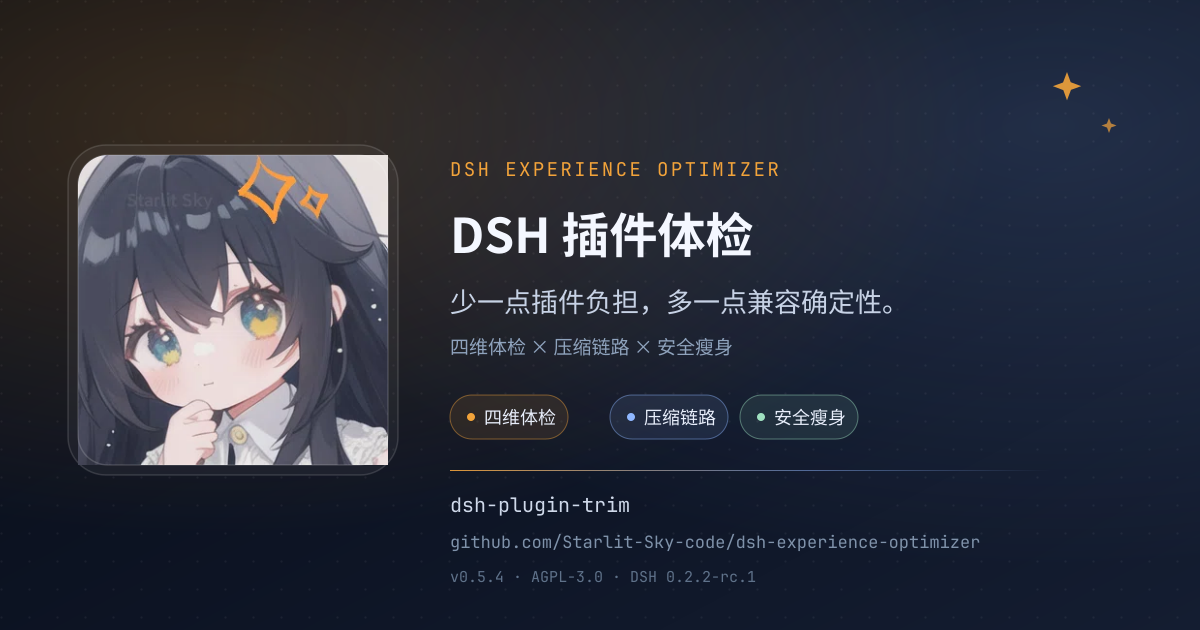 Starlit Sky
DSH EXPERIENCE OPTIMIZER
DSH 插件体检
少一点插件负担，多一点兼容确定性。
四维体检 × 压缩链路 × 安全瘦身
四维体检 压缩链路 安全瘦身
dsh-plugin-trim
github.com/Starlit-Sky-code/dsh-experience-optimizer
v0.5.4 · AGPL-3.0 · DSH 0.2.2-rc.1